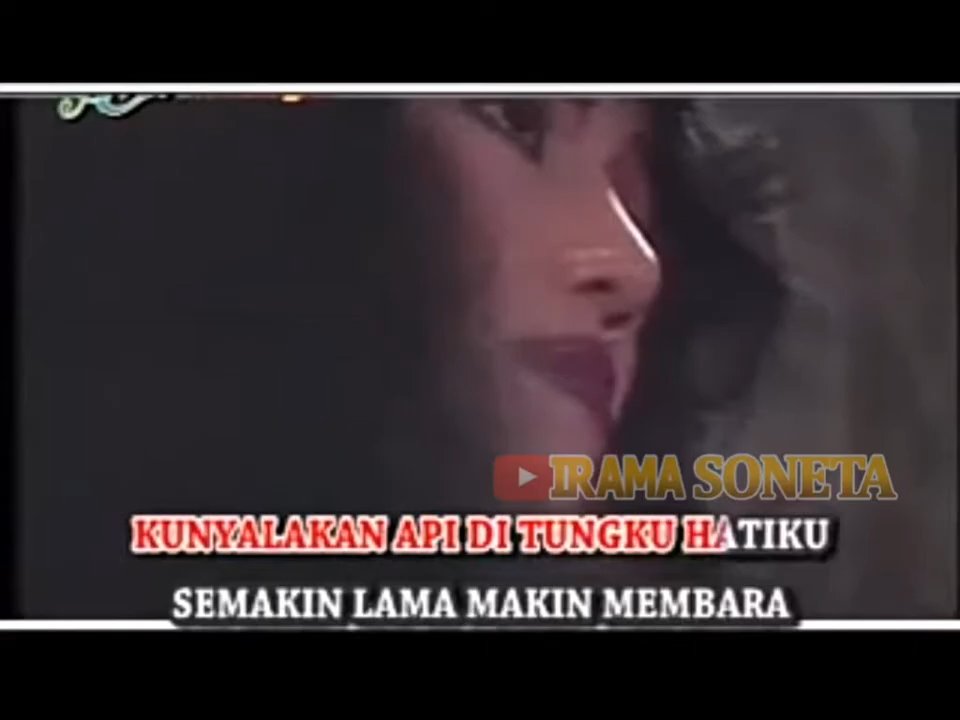 IRAMA SONETA
KUNYALAKAN API DI TUNGKU HATIKU
SEMAKIN LAMA MAKIN MEMBARA